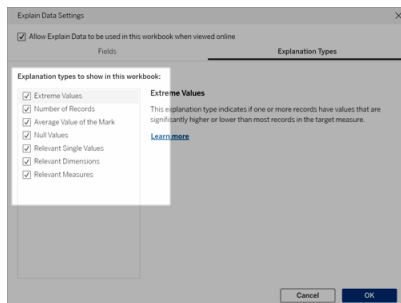 Explain Data Settings
Allow Explain Data to be used in this workbook when viewed online
Fields
Explanation Types
Explanation types to show in this workbook:
Extreme Values
Number of Records
Average Value of the Mark
Null Values
Relevant Single Values
Relevant Dimensions
Relevant Measures
Extreme Values
This explanation type indicates if one or more records have values that are
significantly higher or lower than most records in the target measure.
Learn more
Cancel
OK